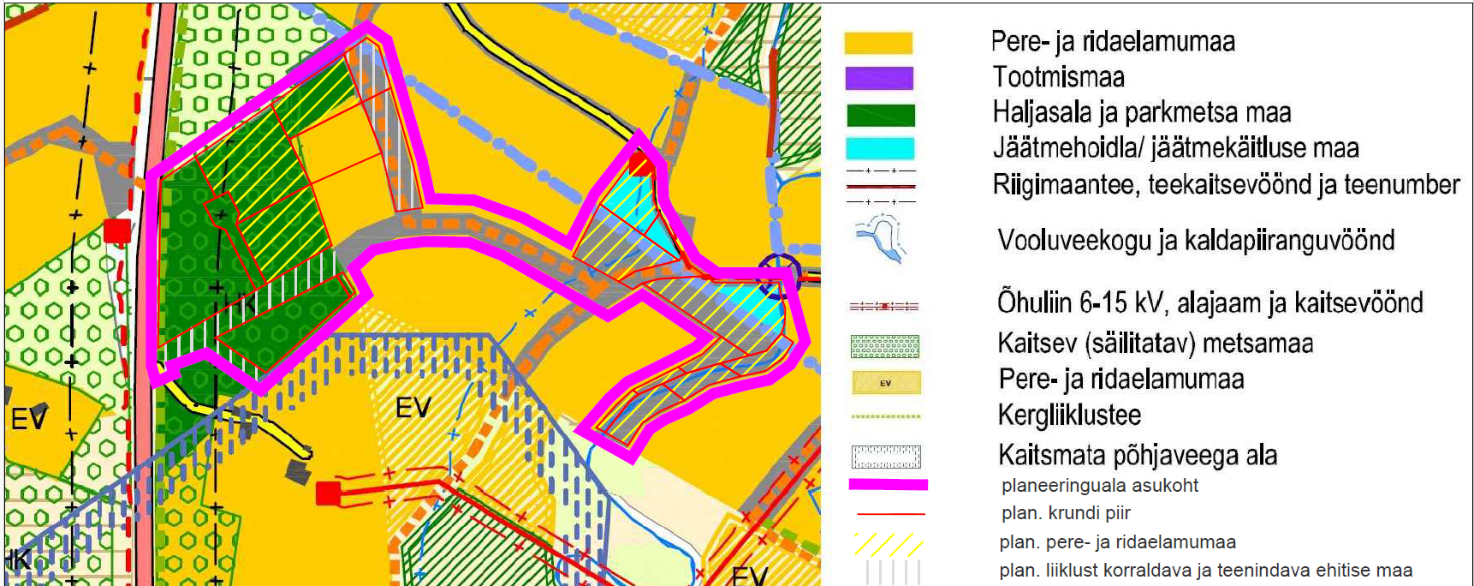 EV
EV
HK
EV
Pere- ja ridaelamumaa
Tootmismaa
Haljasala ja parkmetsa maa
Jäätmehoidla/ jäätmekäitluse maa
Riigimaantee, teekaitsevöönd ja teenumber
Vooluveekogu ja kaldapiiranguvöönd
Õhuliin 6-15 kV, alajaam ja kaitsevöönd
Kaitsev (säilitatav) metsamaa
EV
Pere- ja ridaelamumaa
Kergliiklustee
Kaitsmata põhjaveega ala
planeeringuala asukoht
plan. krundi piir
plan. pere- ja ridaelamumaa
plan. liiklust korraldava ja teenindava ehitise maa